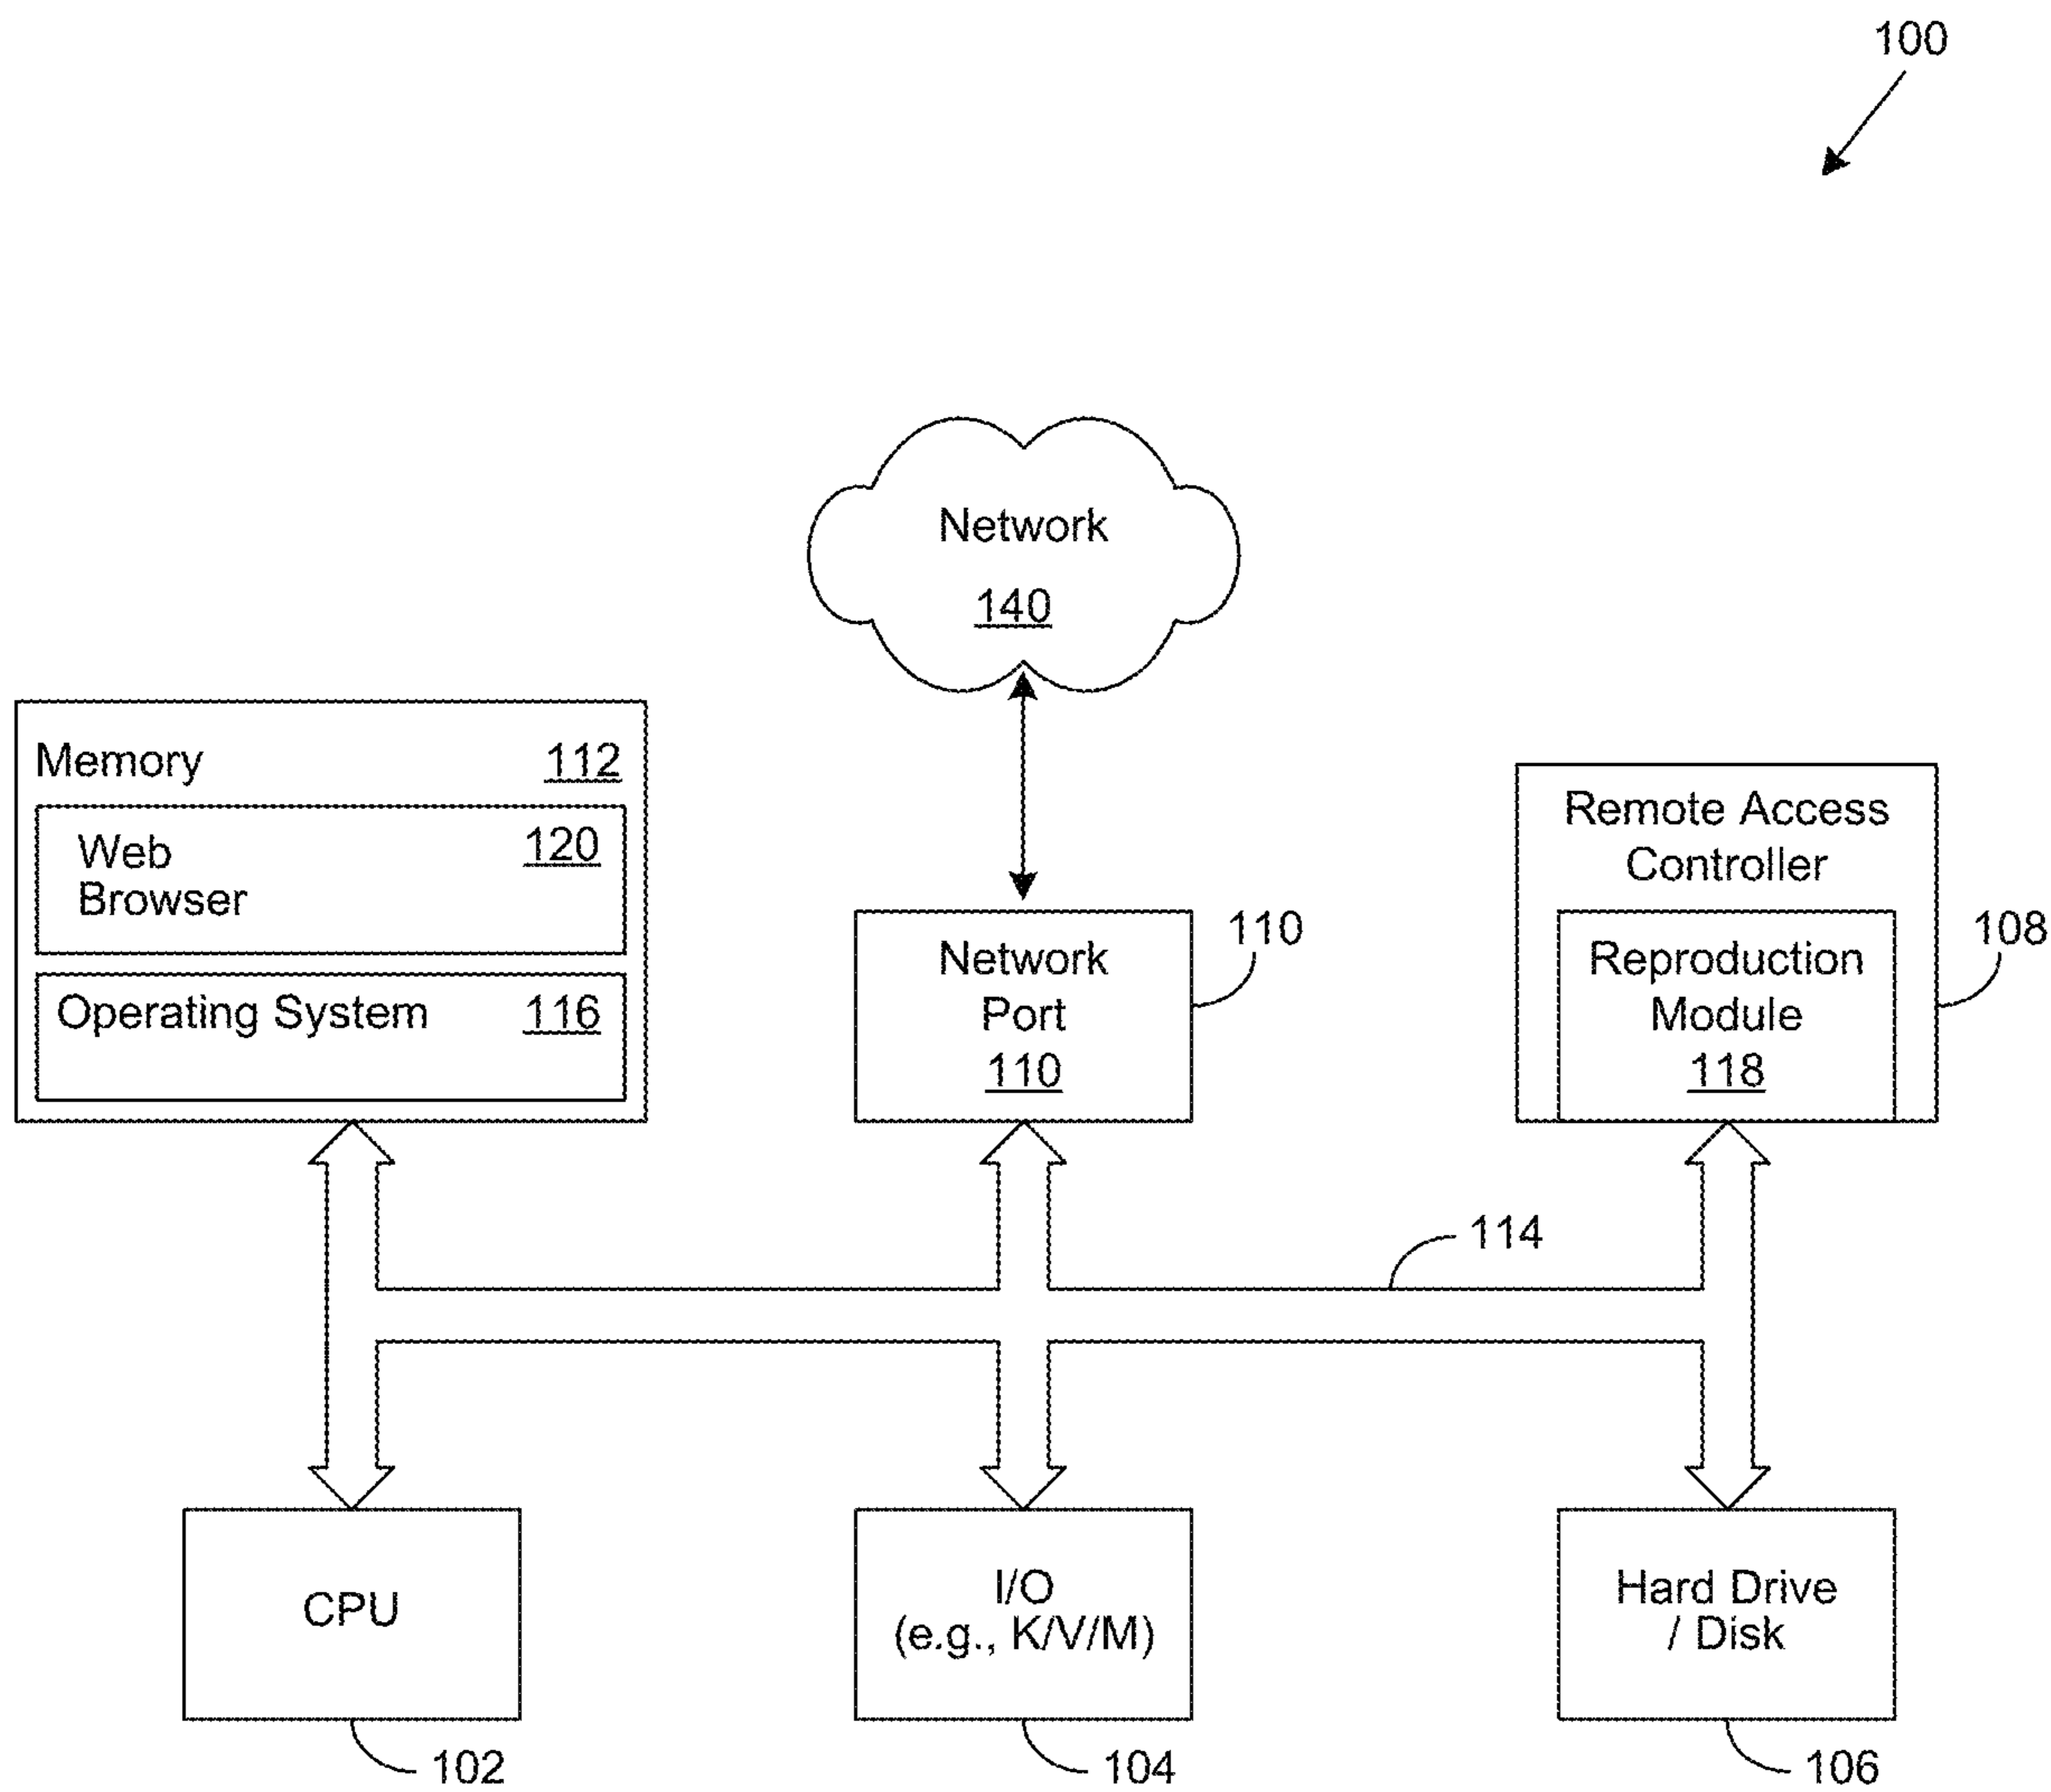 100
Network
140
Memory 112
Web
Browser
120
Operating System 116
Network
Port
110
110
Remote Access
Controller
Reproduction
Module
118
108
114
CPU
102
I/O
(e.g., K/V/M)
104
Hard Drive
/ Disk
106